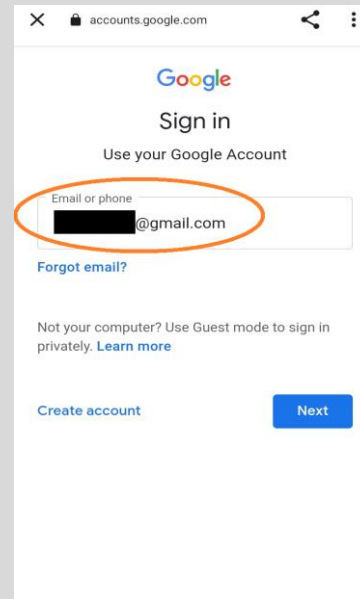 accounts.google.com
Google
Sign in
Use your Google Account
Email or phone
@gmail.com
Forgot email?
Not your computer? Use Guest mode to sign in
privately. Learn more
Create account
Next